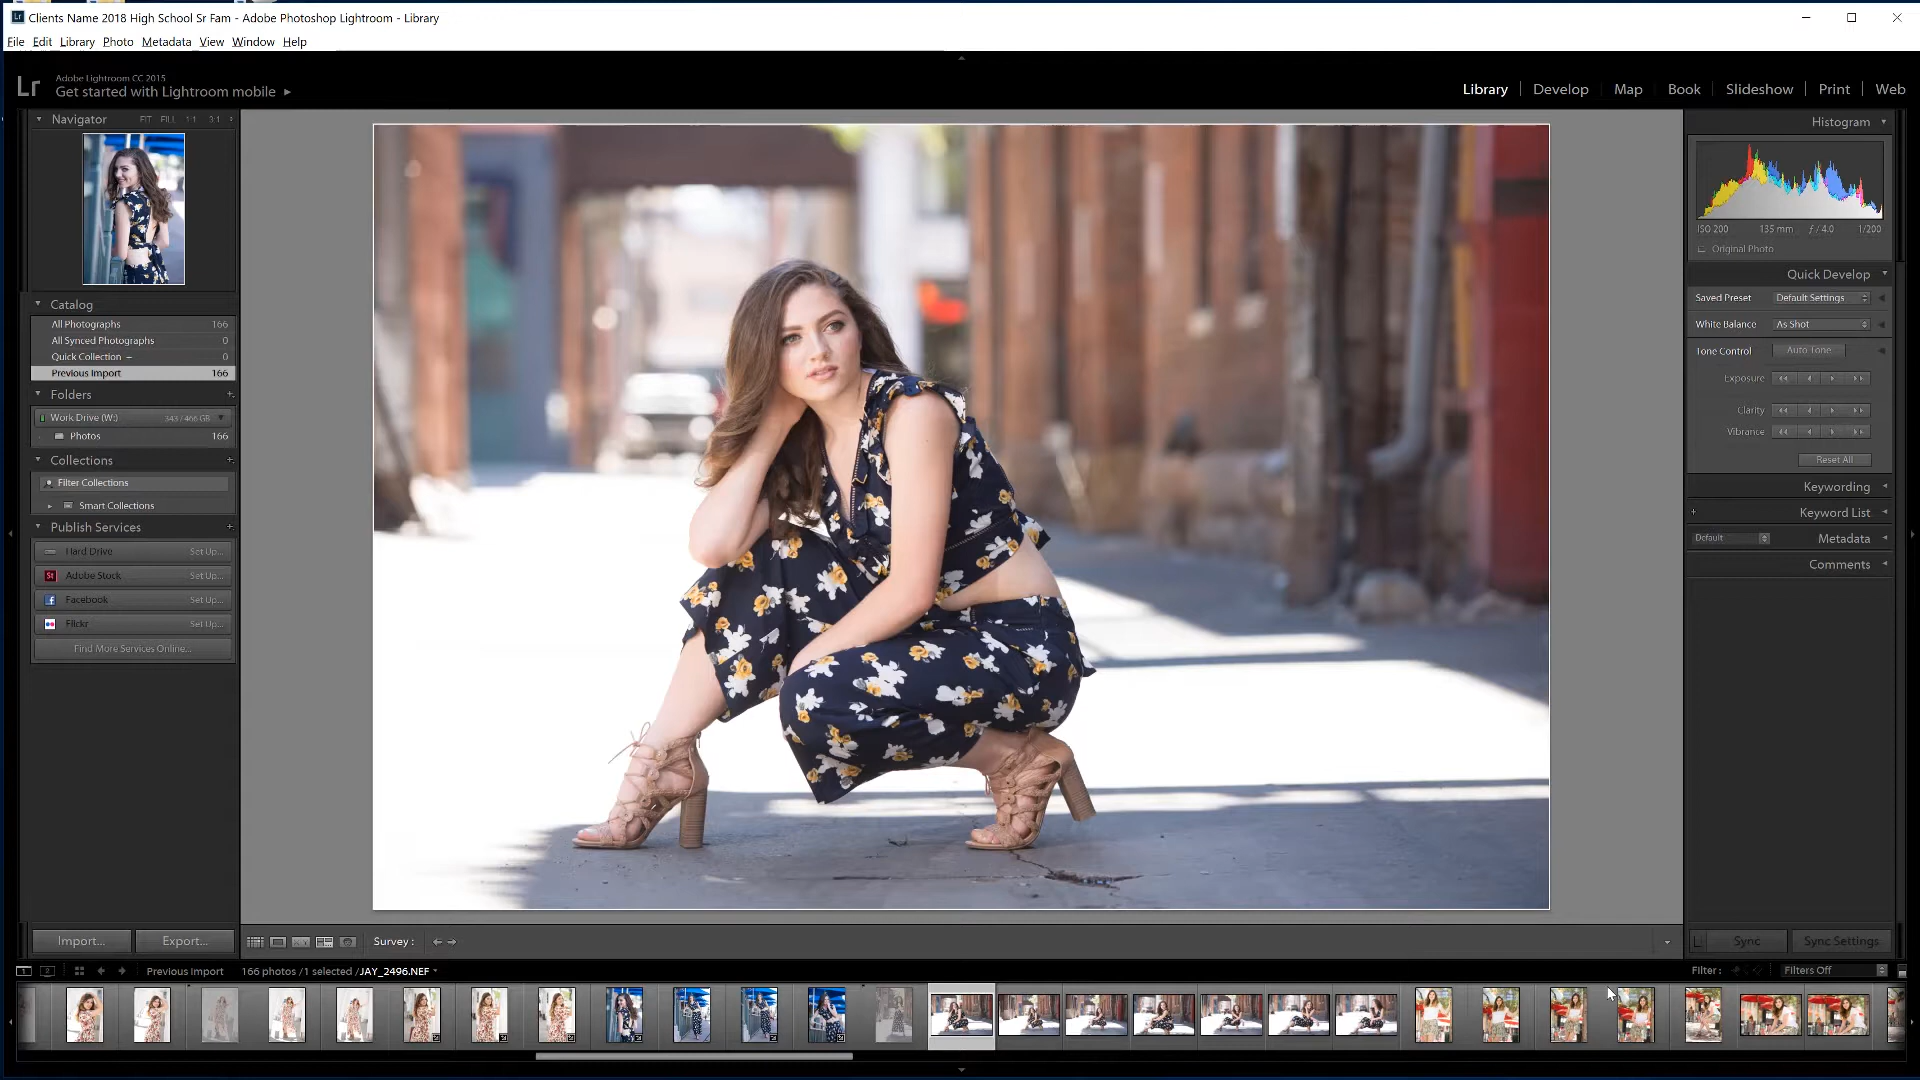 Clients Name 2018 High School Sr Fam - Adobe Photoshop Lightroom - Library
File Edit Library Photo Metadata View Window Help
Lr
Adobe Lightroom CC 2015
Get started with Lightroom mobile
Library Develop Map Book Slideshow Print Web
Navigator FIT FILL 1:1 3:1
Catalog
All Photographs 166
All Synced Photographs 0
Quick Collection + 0
Previous Import 166
Folders
Work Drive (W:) 343 / 466 GB
Photos 166
Collections
Filter Collections
Smart Collections
Publish Services
Hard Drive Set Up...
St Adobe Stock Set Up...
f Facebook Set Up...
Flickr Set Up...
Find More Services Online...
Import... Export...
Histogram
ISO 200 135 mm ƒ / 4.0 1/200
Original Photo
Quick Develop
Saved Preset Default Settings
White Balance As Shot
Tone Control Auto Tone
Exposure
Clarity
Vibrance
Reset All
Keywording
Keyword List
Default Metadata
Comments
Survey :
Sync Sync Settings
1 2 Previous Import 166 photos /1 selected /JAY_2496.NEF
Filter : Filters Off